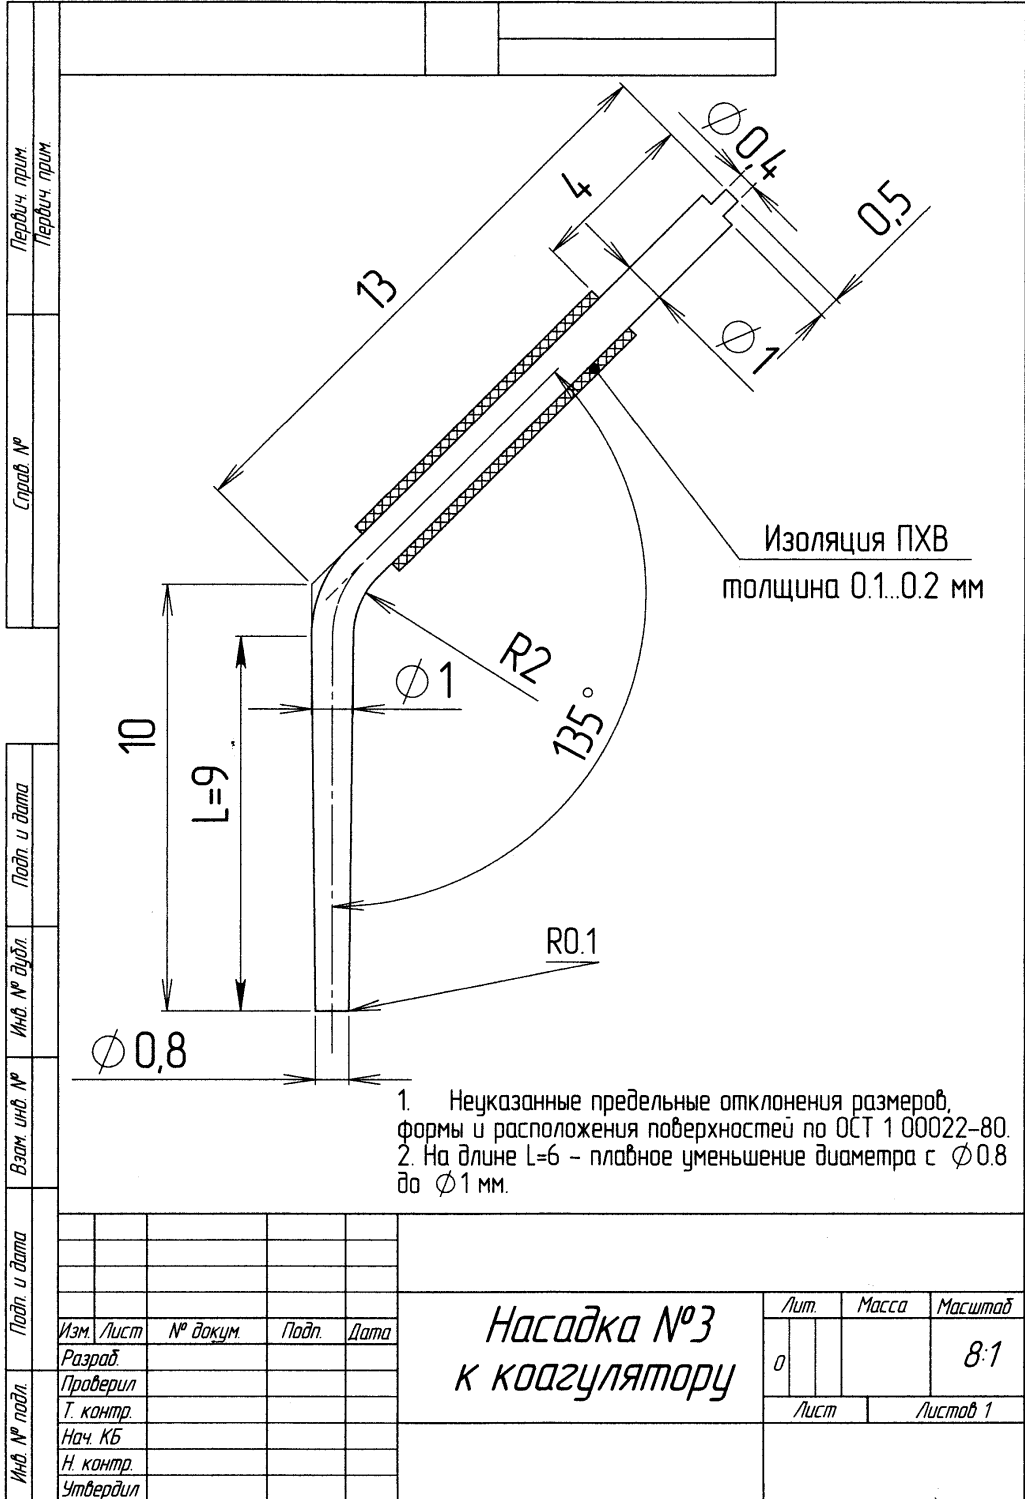 Первич. прим.
Первич. прим.
Справ. №
Подп. и дата
Инв. № дубл.
Взам. инв. №
Подп. и дата
Инв. № подл.
∅0,4
4
0,5
13
∅1
Изоляция ПХВ
толщина 0.1...0.2 мм
R2
∅1
135°
10
L=9
R0.1
∅0,8
1. Неуказанные предельные отклонения размеров,
формы и расположения поверхностей по ОСТ 1 00022-80.
2. На длине L=6 - плавное уменьшение диаметра с ∅0.8
до ∅1 мм.
Изм. Лист № докум. Подп. Дата
Разраб.
Проверил
Т. контр.
Нач. КБ
Н. контр.
Утвердил
Насадка №3
к коагулятору
Лит. Масса Масштаб
О 8:1
Лист Листов 1